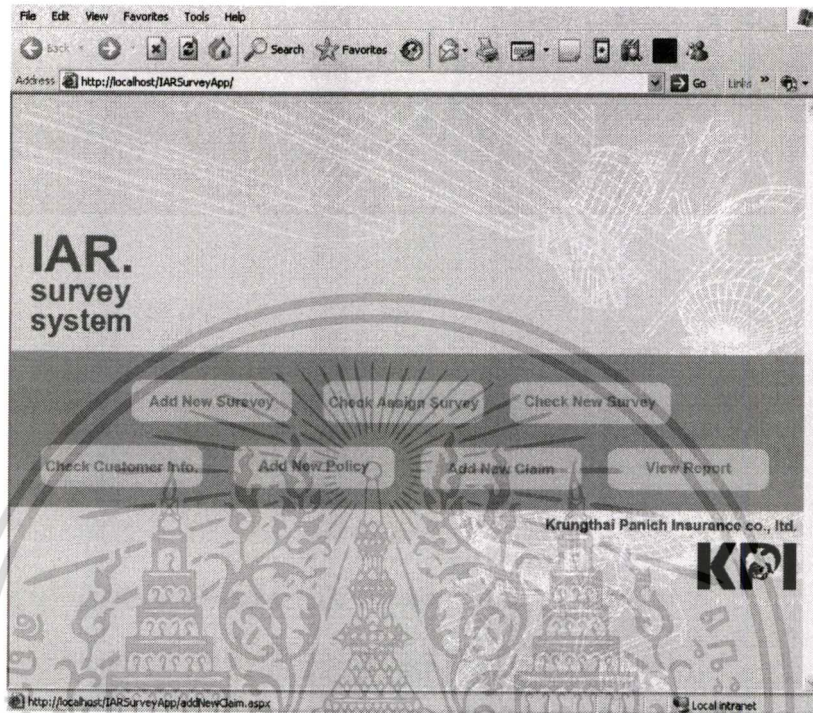 File Edit View Favorites Tools Help
Back Search Favorites
Address http://localhost/IARSurveyApp/ Go Links »
IAR.
survey
system
Add New Surevey Check Assign Survey Check New Survey
Check Customer Info. Add New Policy Add New Claim View Report
Krungthai Panich Insurance co., ltd.
KPI
http://localhost/IARSurveyApp/addNewClaim.aspx Local intranet